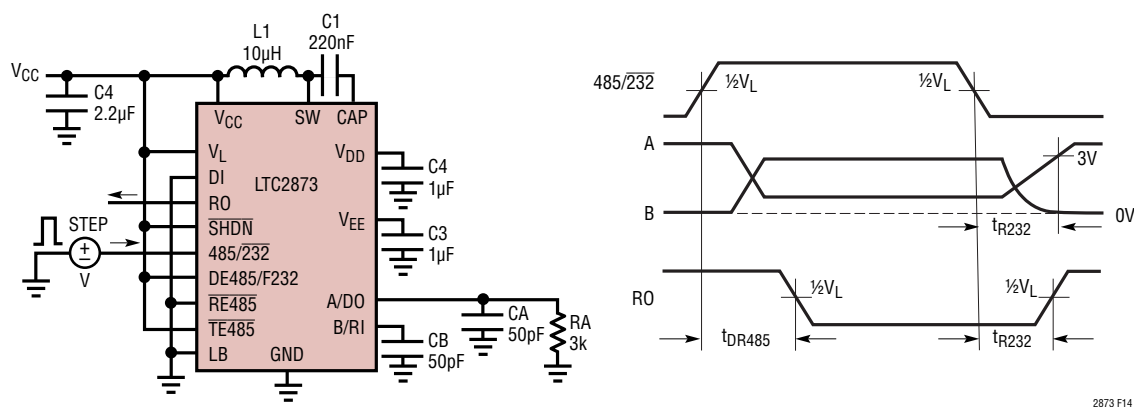 L1
10µH
C1
220nF
VCC
C4
2.2µF
VCC
SW
CAP
VL
DI
RO
SHDN
485/232
DE485/F232
RE485
TE485
LB
GND
LTC2873
VDD
VEE
A/DO
B/RI
C4
1µF
C3
1µF
CA
50pF
RA
3k
CB
50pF
STEP
+
–
V
485/232
½VL
½VL
A
3V
B
0V
tR232
RO
½VL
½VL
tDR485
tR232
2873 F14